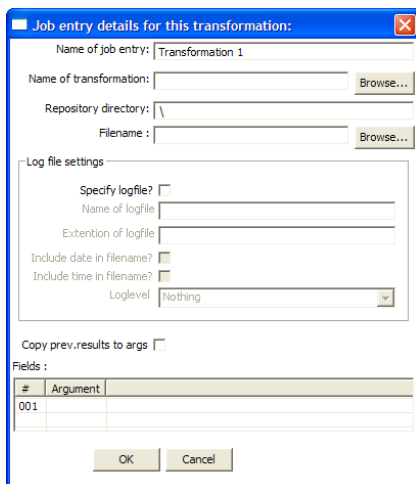 Job entry details for this transformation:
Name of job entry: Transformation 1
Name of transformation: Browse...
Repository directory: \
Filename : Browse...
Log file settings
Specify logfile?
Name of logfile
Extention of logfile
Include date in filename?
Include time in filename?
Loglevel Nothing
Copy prev.results to args
Fields :
# Argument
001
OK Cancel